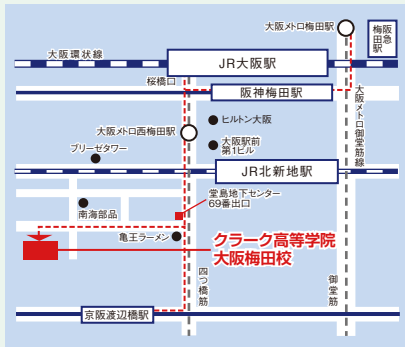 大阪メトロ梅田駅
阪急
梅田駅
大阪環状線
JR大阪駅
桜橋口
阪神梅田駅
大阪メトロ御堂筋線
ヒルトン大阪
大阪メトロ西梅田駅
大阪駅前
第1ビル
ブリーゼタワー
JR北新地駅
堂島地下センター
69番出口
南海部品
亀王ラーメン
クラーク高等学院
大阪梅田校
四つ橋筋
御堂筋
京阪渡辺橋駅